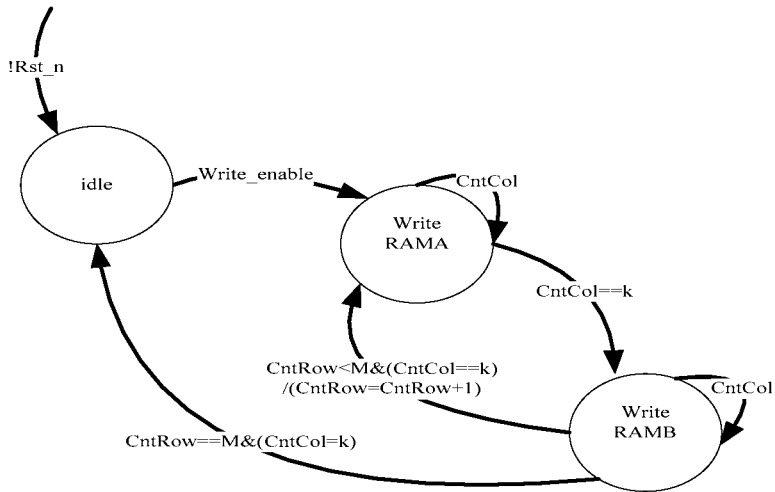 !Rst_n
idle
Write_enable
CntCol
Write
RAMA
CntCol==k
CntRow<M&(CntCol==k)
/(CntRow=CntRow+1)
CntCol
Write
RAMB
CntRow==M&(CntCol=k)